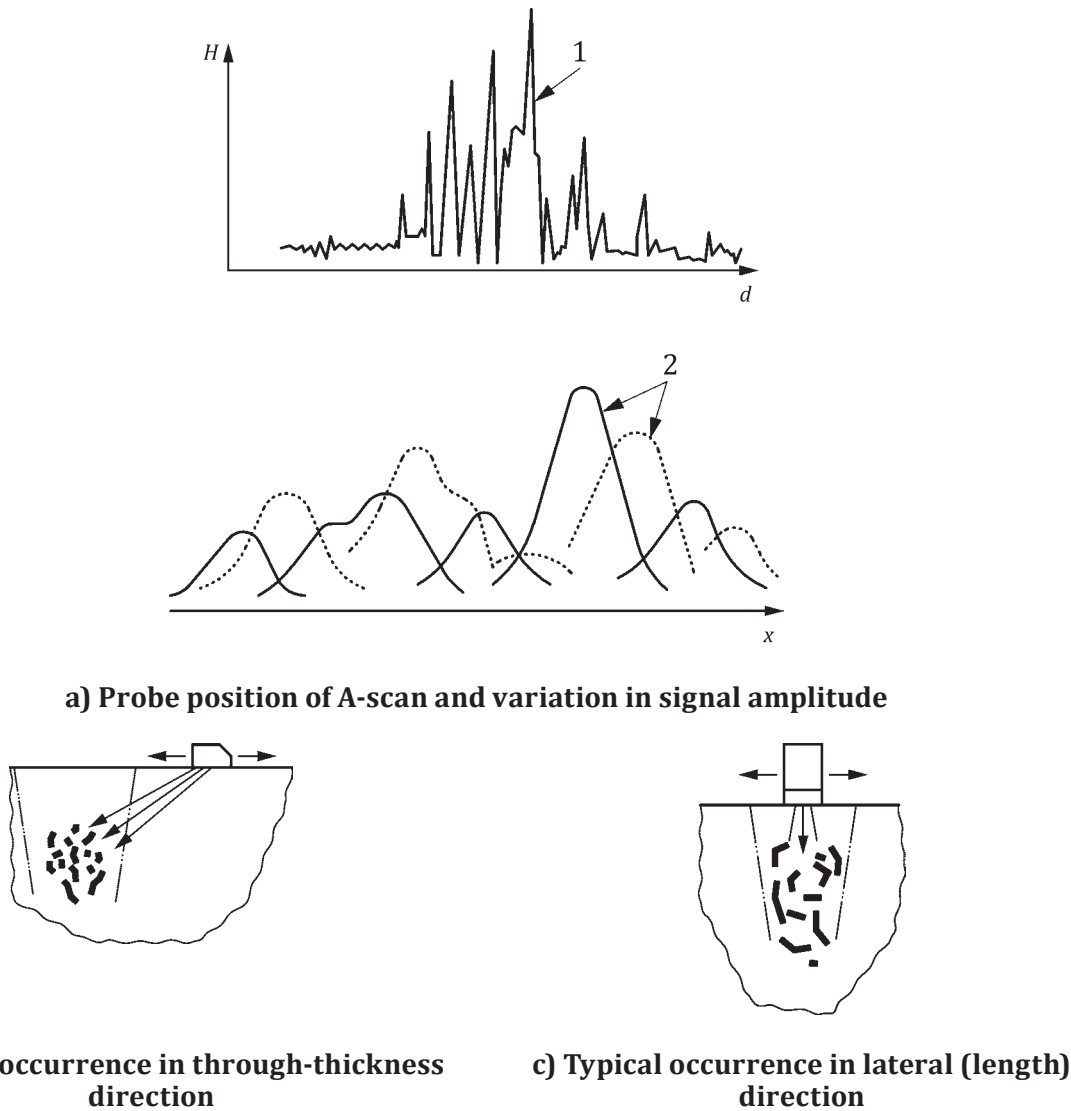 H
1
d
2
x
a) Probe position of A-scan and variation in signal amplitude
occurrence in through-thickness
direction
c) Typical occurrence in lateral (length)
direction